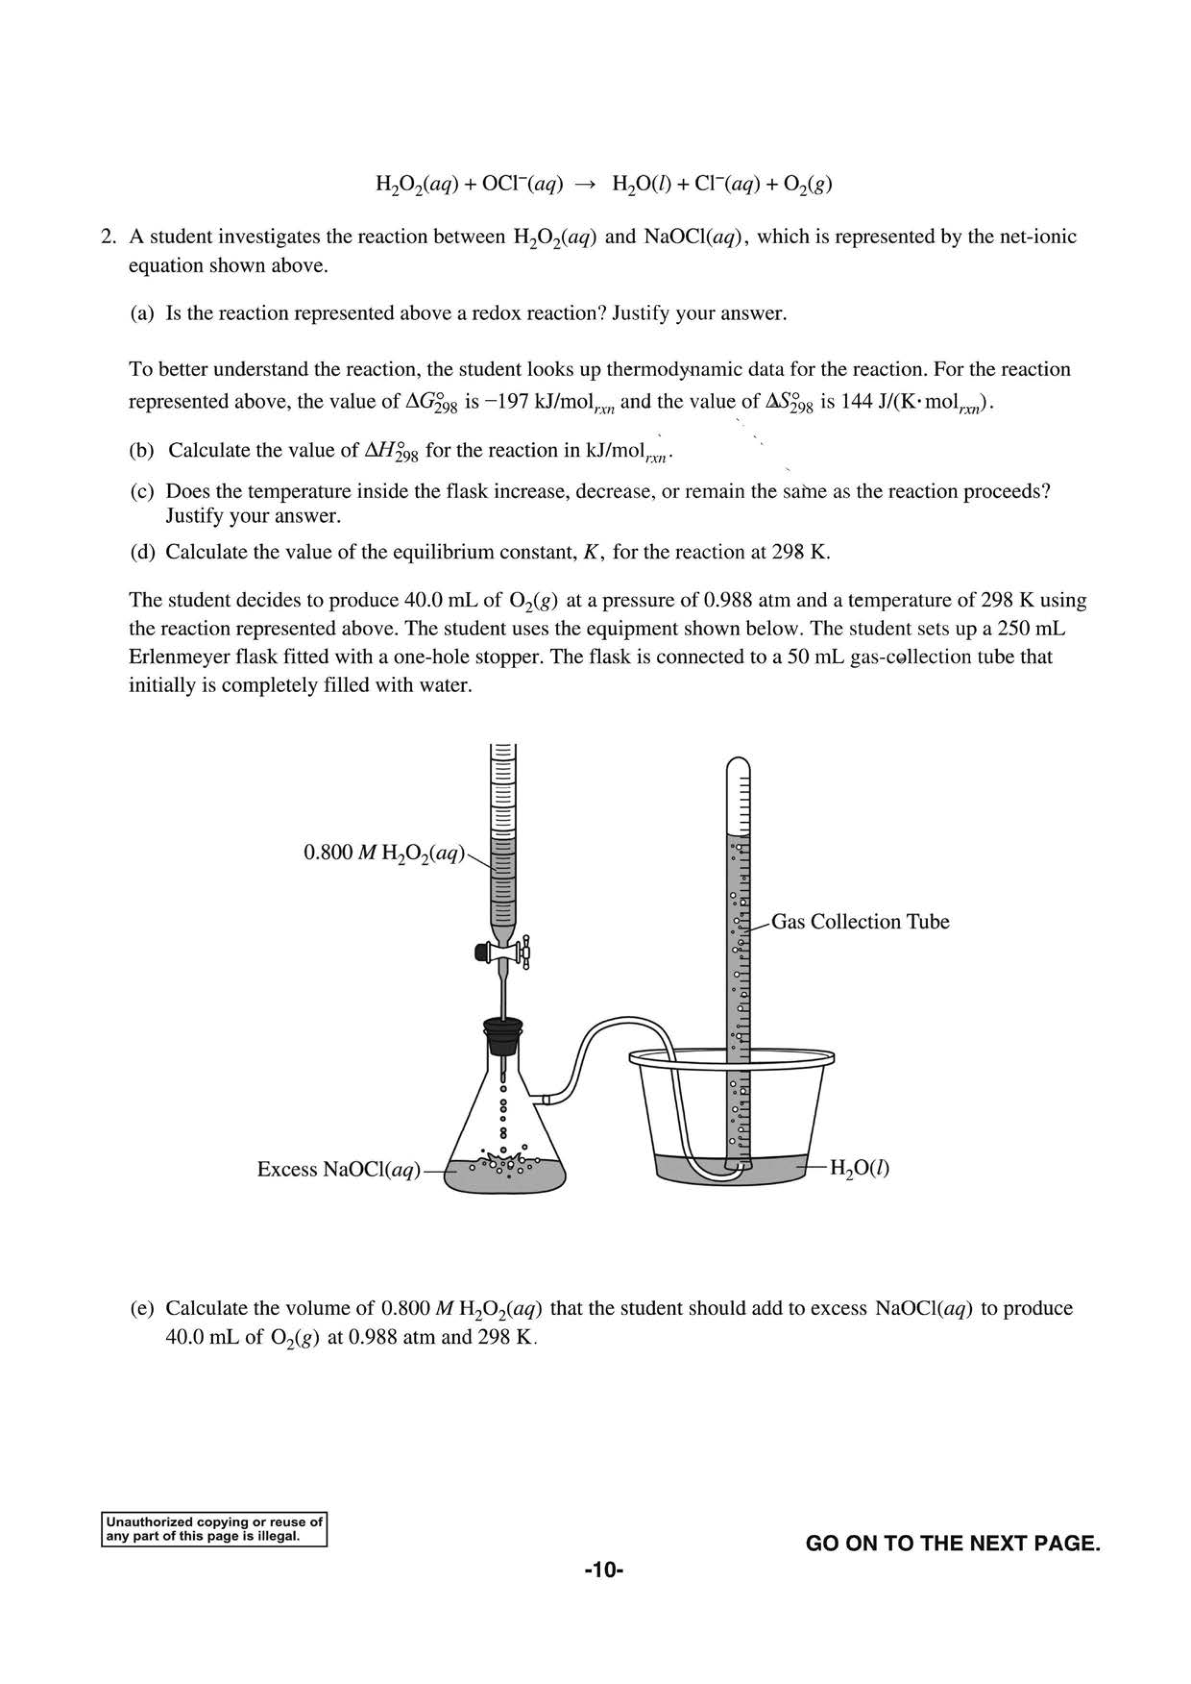 H₂O₂(aq) + OCl⁻(aq) → H₂O(l) + Cl⁻(aq) + O₂(g)
2. A student investigates the reaction between H₂O₂(aq) and NaOCl(aq), which is represented by the net-ionic
equation shown above.
(a) Is the reaction represented above a redox reaction? Justify your answer.
To better understand the reaction, the student looks up thermodynamic data for the reaction. For the reaction
represented above, the value of ΔG°₂₉₈ is −197 kJ/molᵣₓₙ and the value of ΔS°₂₉₈ is 144 J/(K·molᵣₓₙ).
(b) Calculate the value of ΔH°₂₉₈ for the reaction in kJ/molᵣₓₙ.
(c) Does the temperature inside the flask increase, decrease, or remain the same as the reaction proceeds?
Justify your answer.
(d) Calculate the value of the equilibrium constant, K, for the reaction at 298 K.
The student decides to produce 40.0 mL of O₂(g) at a pressure of 0.988 atm and a temperature of 298 K using
the reaction represented above. The student uses the equipment shown below. The student sets up a 250 mL
Erlenmeyer flask fitted with a one-hole stopper. The flask is connected to a 50 mL gas-collection tube that
initially is completely filled with water.
0.800 M H₂O₂(aq)
Gas Collection Tube
Excess NaOCl(aq)
H₂O(l)
(e) Calculate the volume of 0.800 M H₂O₂(aq) that the student should add to excess NaOCl(aq) to produce
40.0 mL of O₂(g) at 0.988 atm and 298 K.
Unauthorized copying or reuse of
any part of this page is illegal.
GO ON TO THE NEXT PAGE.
-10-